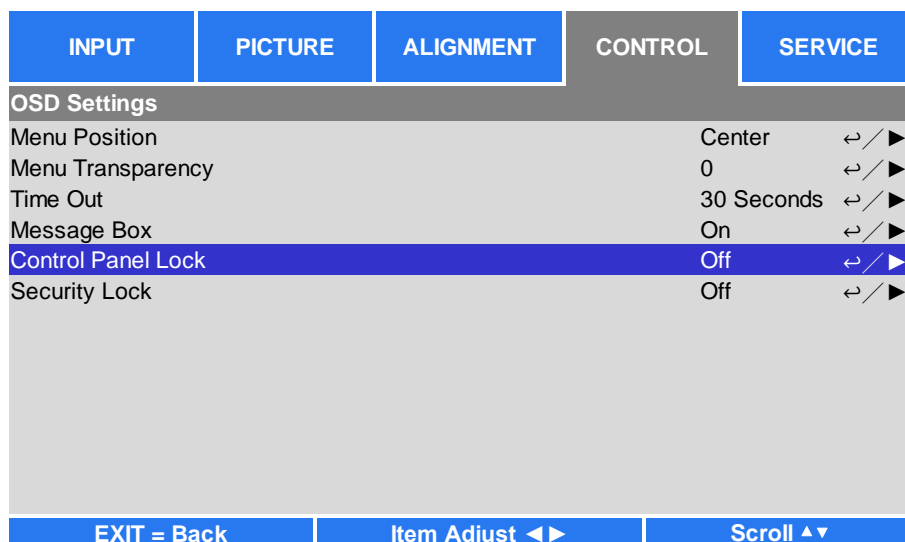 INPUT PICTURE ALIGNMENT CONTROL SERVICE
OSD Settings
Menu Position Center ↩/▶
Menu Transparency 0 ↩/▶
Time Out 30 Seconds ↩/▶
Message Box On ↩/▶
Control Panel Lock Off ↩/▶
Security Lock Off ↩/▶
EXIT = Back Item Adjust ◀▶ Scroll ▲▼